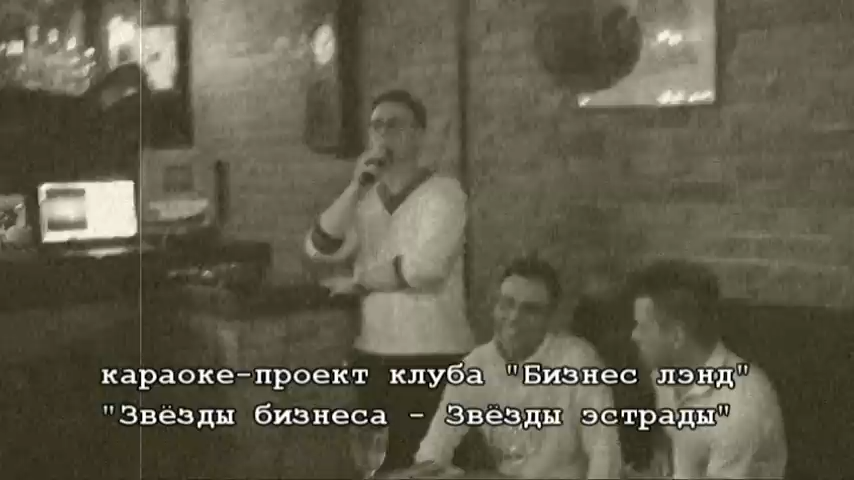 караоке-проект клуба "Бизнес лэнд"
"Звёзды бизнеса - Звёзды эстрады"